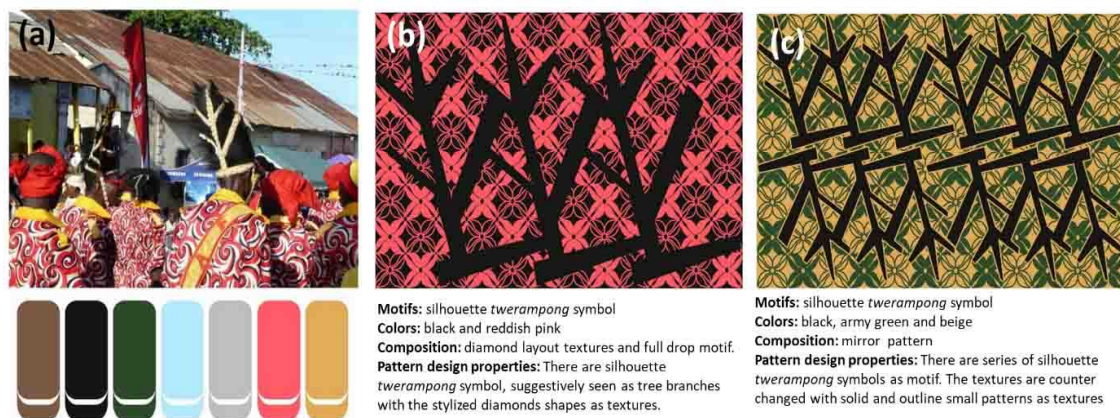 (a)
(b)
(c)
Motifs: silhouette twerampong symbol
Colors: black and reddish pink
Composition: diamond layout textures and full drop motif.
Pattern design properties: There are silhouette
twerampong symbol, suggestively seen as tree branches
with the stylized diamonds shapes as textures.
Motifs: silhouette twerampong symbol
Colors: black, army green and beige
Composition: mirror pattern
Pattern design properties: There are series of silhouette
twerampong symbols as motif. The textures are counter
changed with solid and outline small patterns as textures